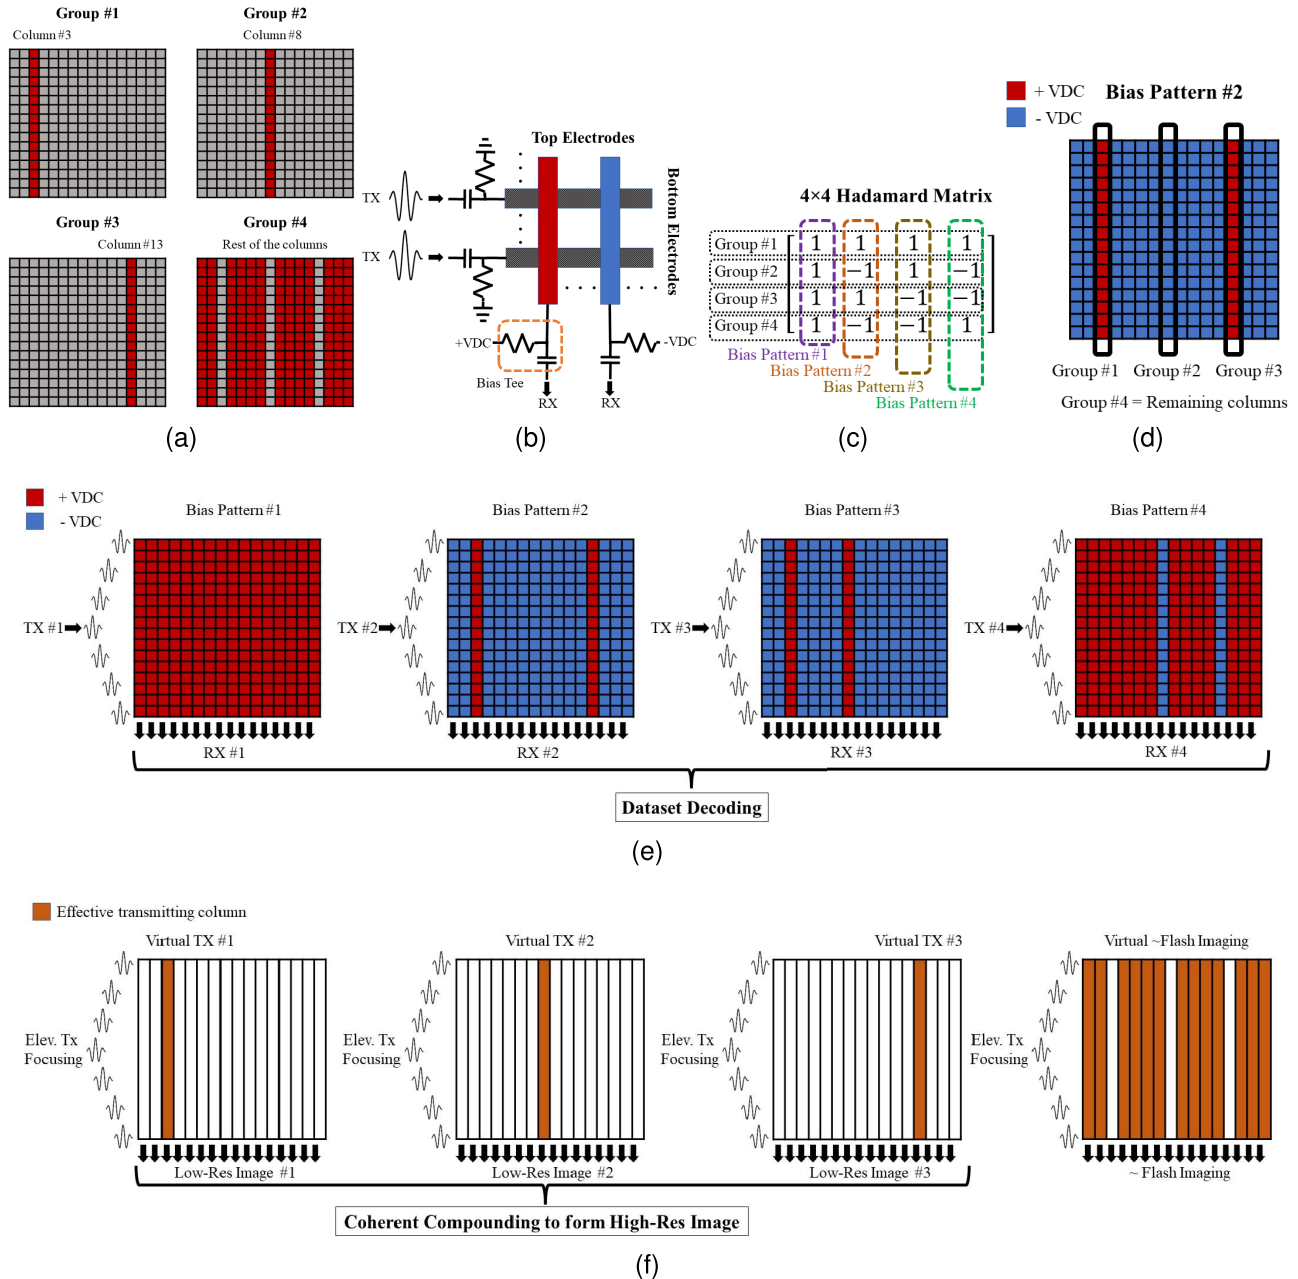 Group #1
Column #3
Group #2
Column #8
Group #3
Column #13
Group #4
Rest of the columns
(a)
Top Electrodes
Bottom Electrodes
TX
TX
+VDC
-VDC
Bias Tee
RX
RX
(b)
4×4 Hadamard Matrix
Group #1 1 1 1 1
Group #2 1 −1 1 −1
Group #3 1 1 −1 −1
Group #4 1 −1 −1 1
Bias Pattern #1
Bias Pattern #2
Bias Pattern #3
Bias Pattern #4
(c)
+ VDC
- VDC
Bias Pattern #2
Group #1 Group #2 Group #3
Group #4 = Remaining columns
(d)
+ VDC
- VDC
Bias Pattern #1
Bias Pattern #2
Bias Pattern #3
Bias Pattern #4
TX #1
TX #2
TX #3
TX #4
RX #1
RX #2
RX #3
RX #4
Dataset Decoding
(e)
Effective transmitting column
Virtual TX #1
Virtual TX #2
Virtual TX #3
Virtual ~Flash Imaging
Elev. Tx
Focusing
Elev. Tx
Focusing
Elev. Tx
Focusing
Elev. Tx
Focusing
Low-Res Image #1
Low-Res Image #2
Low-Res Image #3
~ Flash Imaging
Coherent Compounding to form High-Res Image
(f)